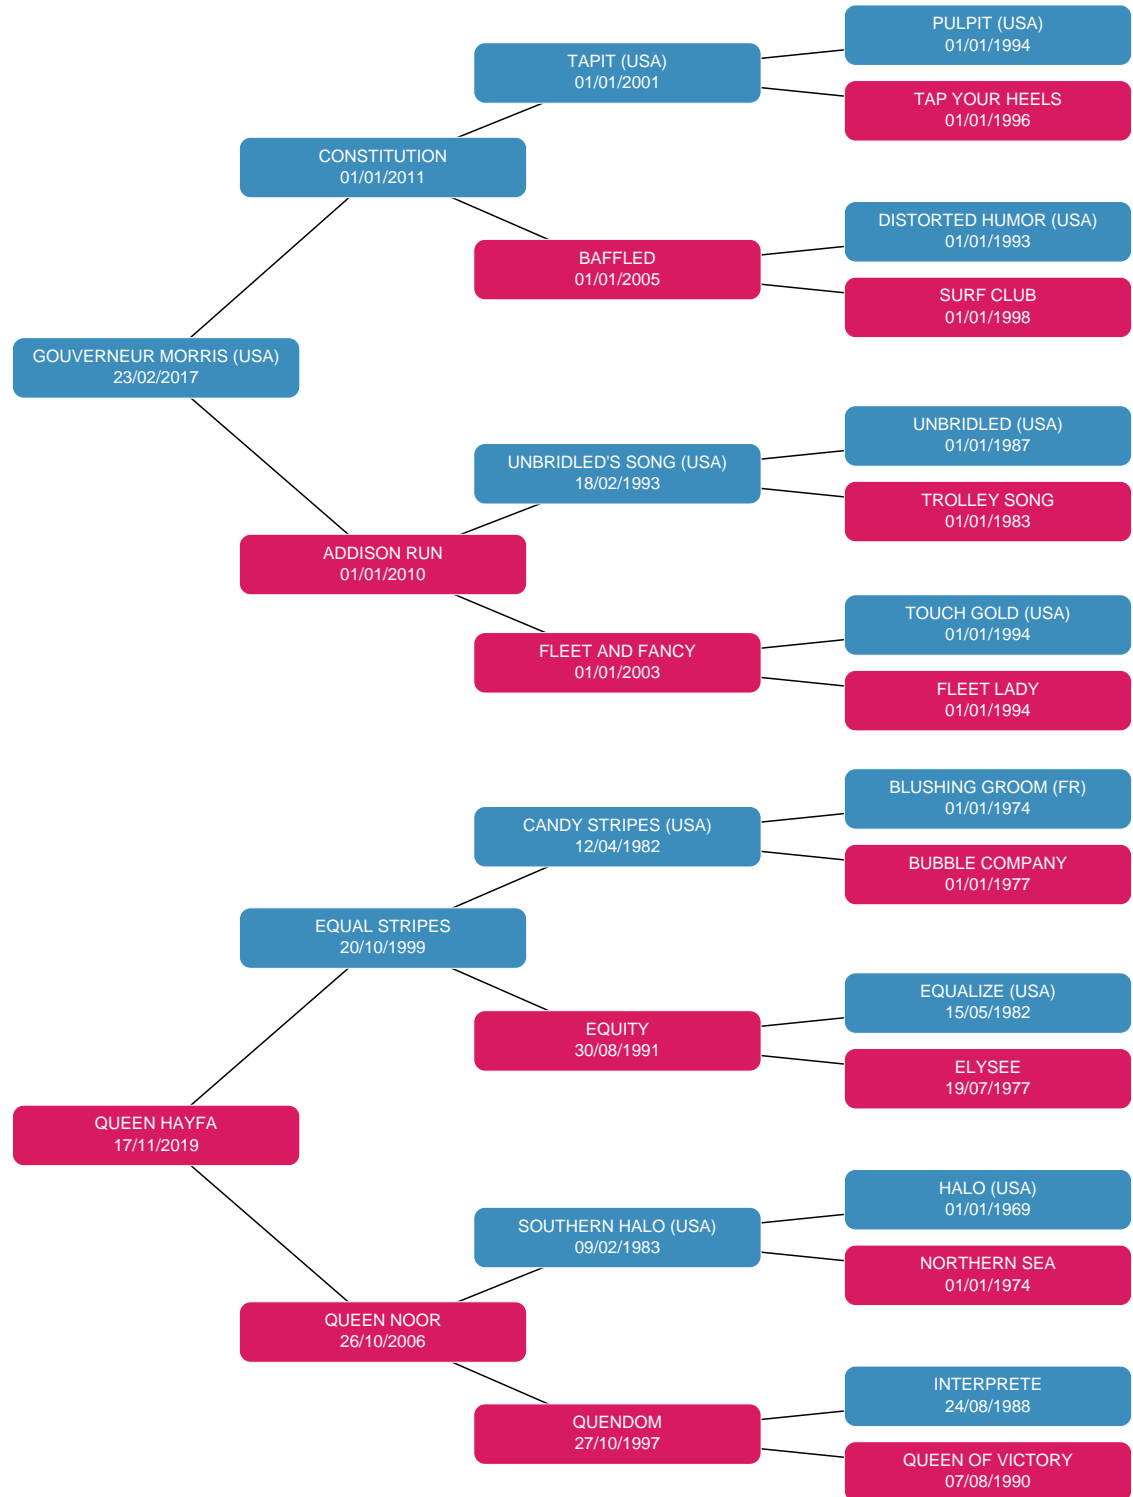 PULPIT (USA)
01/01/1994
TAPIT (USA)
01/01/2001
TAP YOUR HEELS
01/01/1996
CONSTITUTION
01/01/2011
DISTORTED HUMOR (USA)
01/01/1993
BAFFLED
01/01/2005
SURF CLUB
01/01/1998
GOUVERNEUR MORRIS (USA)
23/02/2017
UNBRIDLED (USA)
01/01/1987
UNBRIDLED'S SONG (USA)
18/02/1993
TROLLEY SONG
01/01/1983
ADDISON RUN
01/01/2010
TOUCH GOLD (USA)
01/01/1994
FLEET AND FANCY
01/01/2003
FLEET LADY
01/01/1994
BLUSHING GROOM (FR)
01/01/1974
CANDY STRIPES (USA)
12/04/1982
BUBBLE COMPANY
01/01/1977
EQUAL STRIPES
20/10/1999
EQUALIZE (USA)
15/05/1982
EQUITY
30/08/1991
ELYSEE
19/07/1977
QUEEN HAYFA
17/11/2019
HALO (USA)
01/01/1969
SOUTHERN HALO (USA)
09/02/1983
NORTHERN SEA
01/01/1974
QUEEN NOOR
26/10/2006
INTERPRETE
24/08/1988
QUENDOM
27/10/1997
QUEEN OF VICTORY
07/08/1990